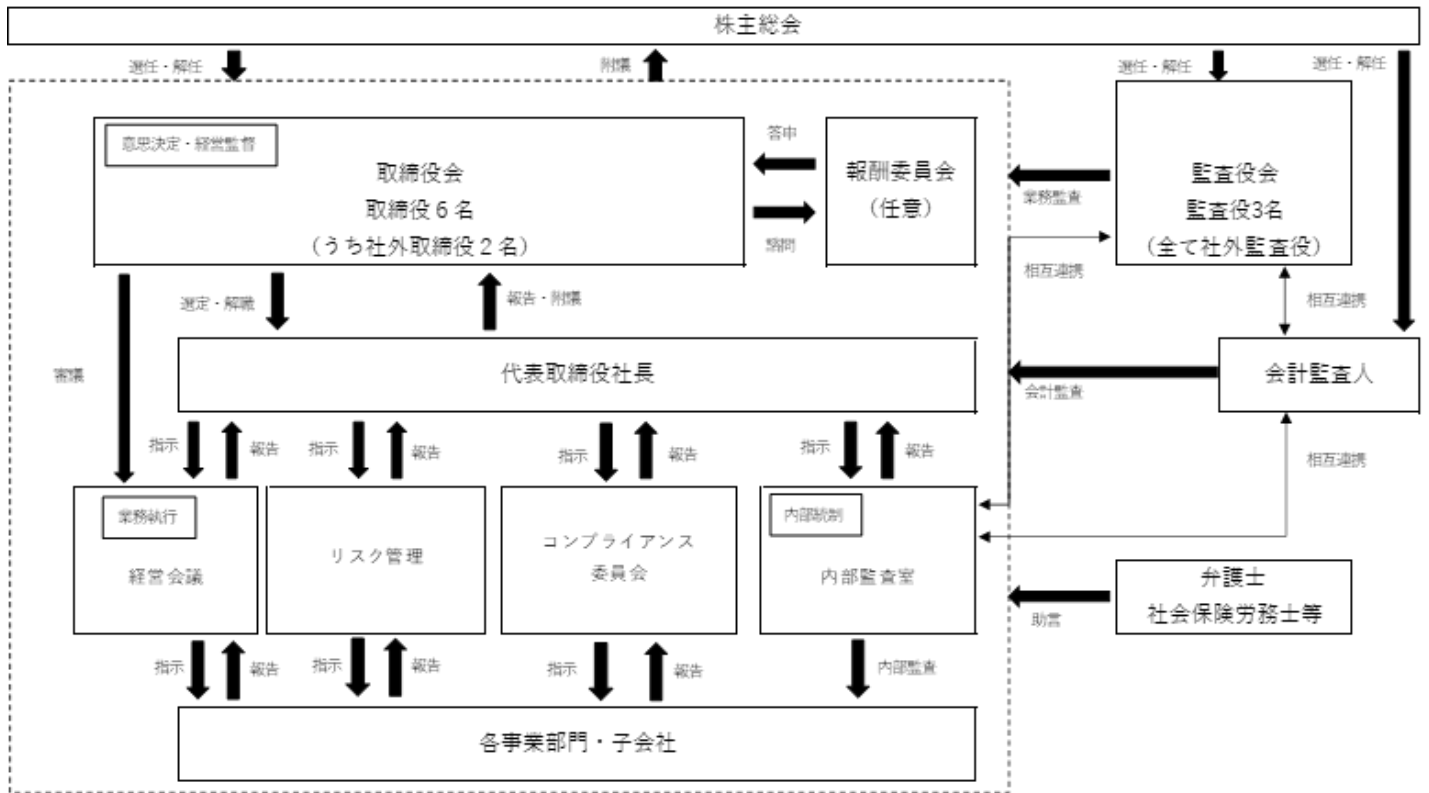 株主総会
選任・解任
附議
選任・解任
選任・解任
意思決定・経営監督
取締役会
取締役6名
（うち社外取締役２名）
答申
諮問
報酬委員会
（任意）
業務監査
監査役会
監査役3名
（全て社外監査役）
相互連携
相互連携
選定・解職
報告・附議
審議
代表取締役社長
会計監査
会計監査人
指示
報告
指示
報告
指示
報告
指示
報告
相互連携
業務執行
経営会議
リスク管理
コンプライアンス
委員会
内部統制
内部監査室
助言
弁護士
社会保険労務士等
指示
報告
指示
報告
指示
報告
内部監査
各事業部門・子会社